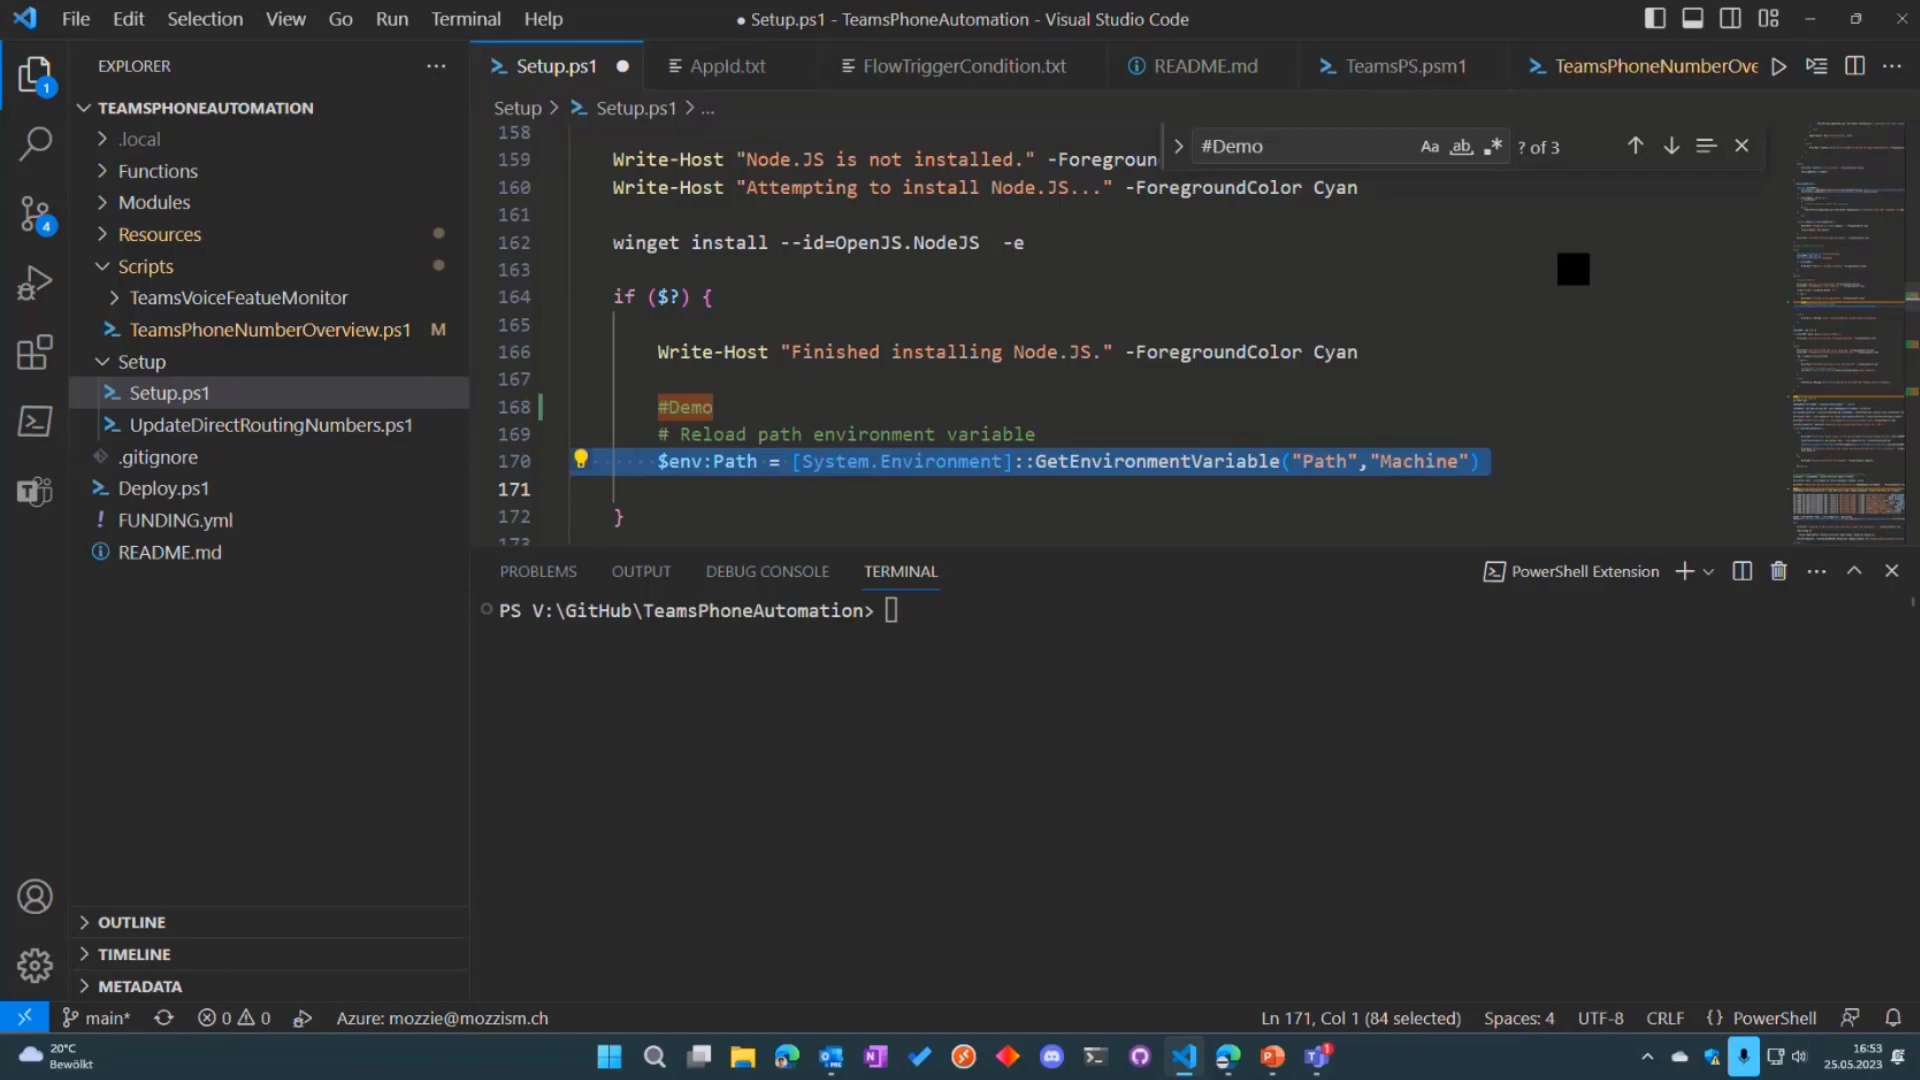 File Edit Selection View Go Run Terminal Help
● Setup.ps1 - TeamsPhoneAutomation - Visual Studio Code
EXPLORER
TEAMSPHONEAUTOMATION
.local
Functions
Modules
Resources
Scripts
TeamsVoiceFeatueMonitor
TeamsPhoneNumberOverview.ps1 M
Setup
Setup.ps1
UpdateDirectRoutingNumbers.ps1
.gitignore
Deploy.ps1
! FUNDING.yml
README.md
OUTLINE
TIMELINE
METADATA
1
4
Setup.ps1 AppId.txt FlowTriggerCondition.txt README.md TeamsPS.psm1 TeamsPhoneNumberOve
Setup > Setup.ps1 > ...
#Demo Aa ab .* ? of 3
158
159 Write-Host "Node.JS is not installed." -Foregroun
160 Write-Host "Attempting to install Node.JS..." -ForegroundColor Cyan
161
162 winget install --id=OpenJS.NodeJS  -e
163
164 if ($?) {
165
166 Write-Host "Finished installing Node.JS." -ForegroundColor Cyan
167
168 #Demo
169 # Reload path environment variable
170 $env:Path = [System.Environment]::GetEnvironmentVariable("Path","Machine")
171
172 }
173
PROBLEMS OUTPUT DEBUG CONSOLE TERMINAL
PowerShell Extension
PS V:\GitHub\TeamsPhoneAutomation>
main* 0 0 Azure: mozzie@mozzism.ch
Ln 171, Col 1 (84 selected) Spaces: 4 UTF-8 CRLF {} PowerShell
20°C
Bewölkt
16:53
25.05.2023